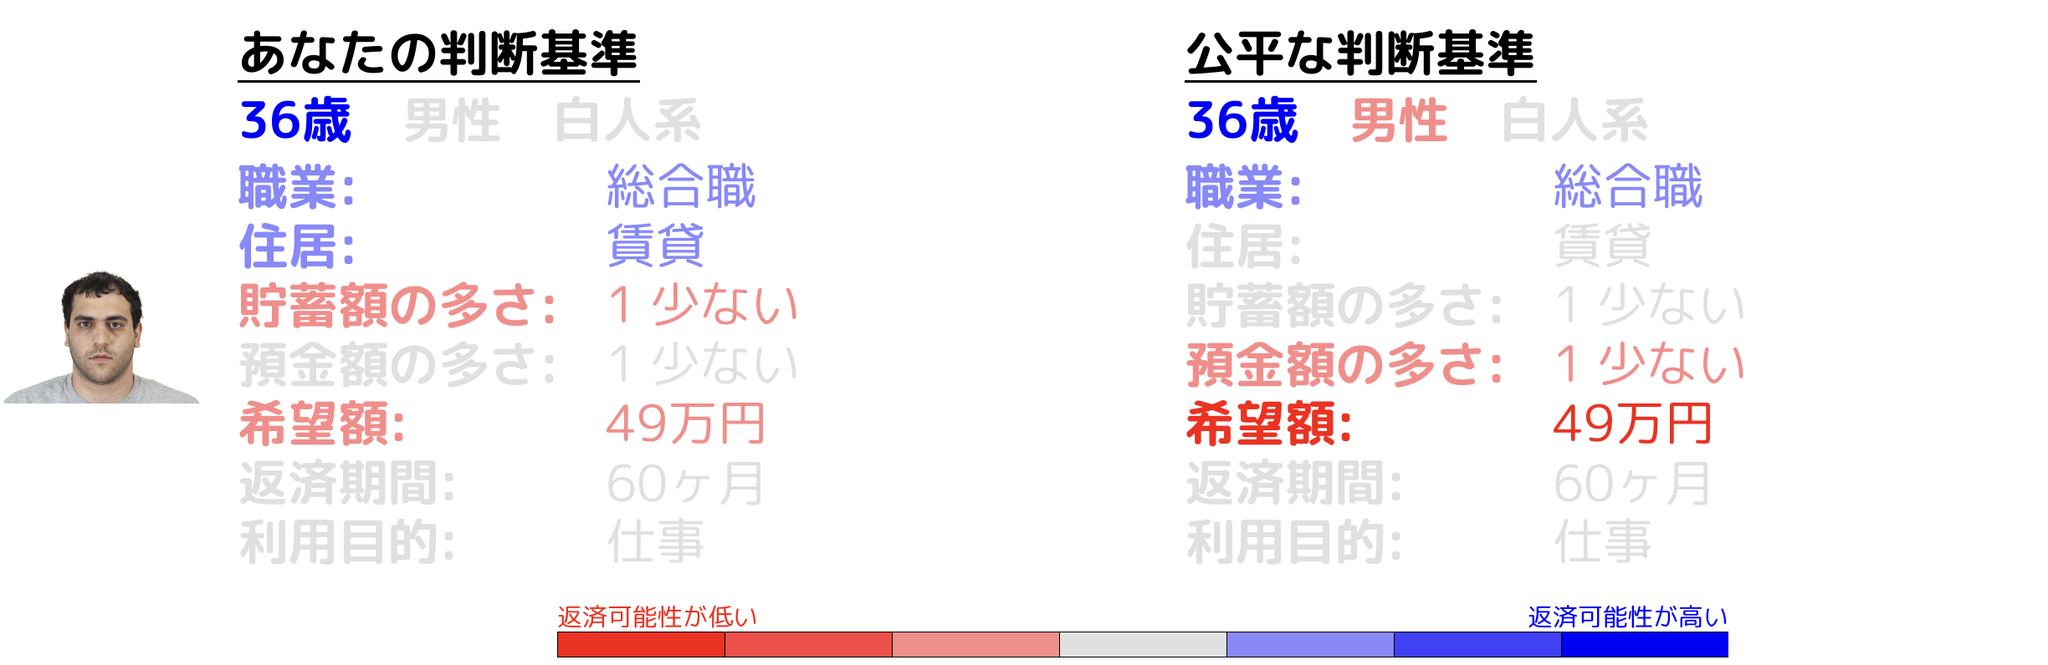 あなたの判断基準
36歳 男性 白人系
職業: 総合職
住居: 賃貸
貯蓄額の多さ: 1 少ない
預金額の多さ: 1 少ない
希望額: 49万円
返済期間: 60ヶ月
利用目的: 仕事
公平な判断基準
36歳 男性 白人系
職業: 総合職
住居: 賃貸
貯蓄額の多さ: 1 少ない
預金額の多さ: 1 少ない
希望額: 49万円
返済期間: 60ヶ月
利用目的: 仕事
返済可能性が低い
返済可能性が高い